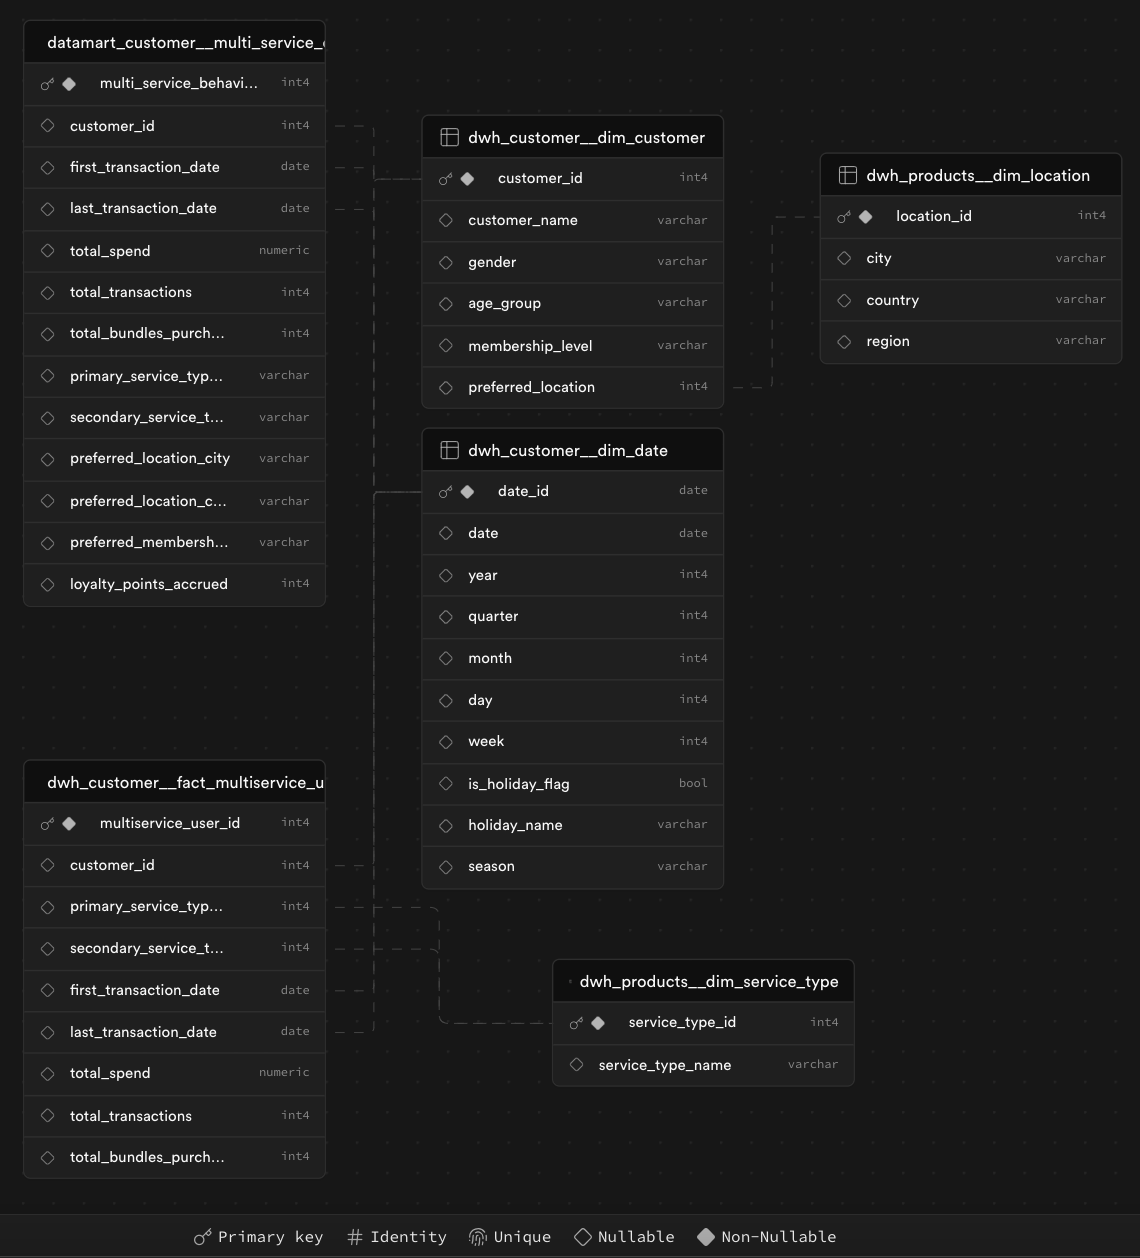 datamart_customer__multi_service_
multi_service_behavi... int4
customer_id int4
first_transaction_date date
last_transaction_date date
total_spend numeric
total_transactions int4
total_bundles_purch... int4
primary_service_typ... varchar
secondary_service_t... varchar
preferred_location_city varchar
preferred_location_c... varchar
preferred_membersh... varchar
loyalty_points_accrued int4
dwh_customer__dim_customer
customer_id int4
customer_name varchar
gender varchar
age_group varchar
membership_level varchar
preferred_location int4
dwh_products__dim_location
location_id int4
city varchar
country varchar
region varchar
dwh_customer__dim_date
date_id date
date date
year int4
quarter int4
month int4
day int4
week int4
is_holiday_flag bool
holiday_name varchar
season varchar
dwh_customer__fact_multiservice_u
multiservice_user_id int4
customer_id int4
primary_service_typ... int4
secondary_service_t... int4
first_transaction_date date
last_transaction_date date
total_spend numeric
total_transactions int4
total_bundles_purch... int4
dwh_products__dim_service_type
service_type_id int4
service_type_name varchar
Primary key # Identity Unique Nullable Non-Nullable